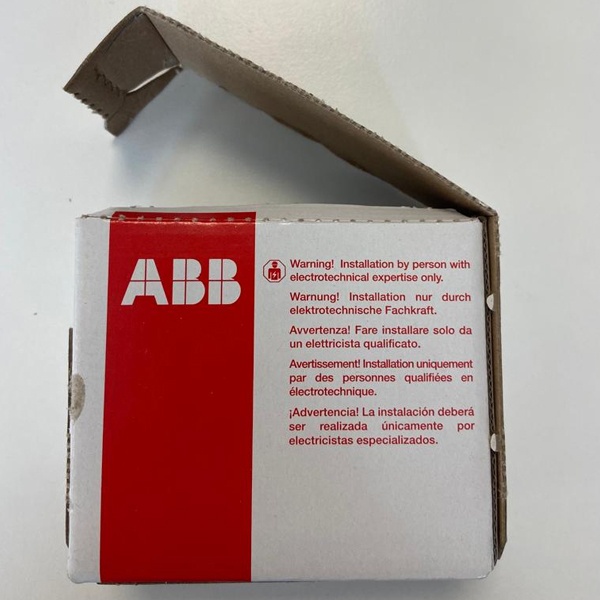 ABB
Warning! Installation by person with
electrotechnical expertise only.
Warnung! Installation nur durch
elektrotechnische Fachkraft.
Avvertenza! Fare installare solo da
un elettricista qualificato.
Avertissement! Installation uniquement
par des personnes qualifiées en
électrotechnique.
¡Advertencia! La instalación deberá
ser realizada únicamente por
electricistas especializados.